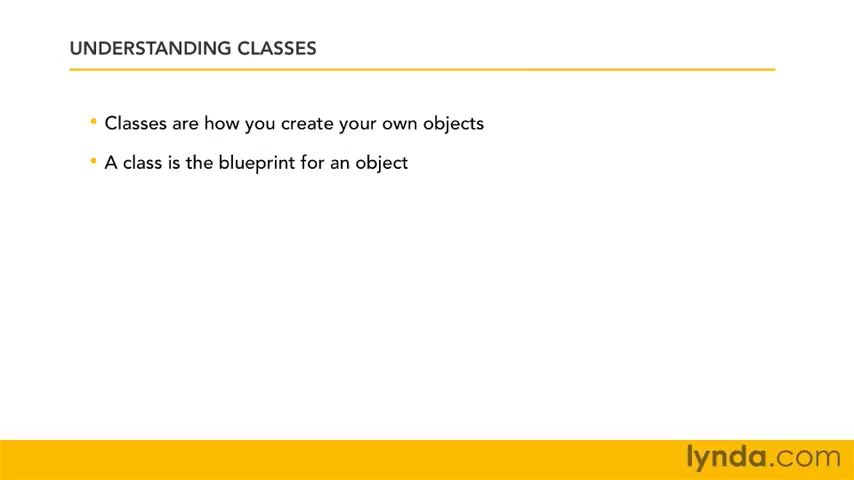 UNDERSTANDING CLASSES
• Classes are how you create your own objects
• A class is the blueprint for an object
lynda.com